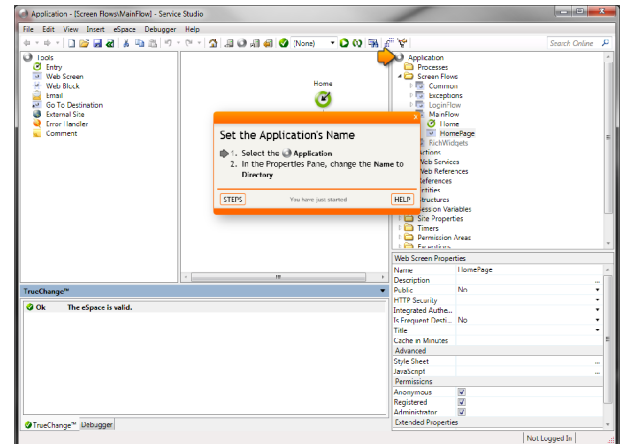 Application - [Screen Flows\MainFlow] - Service Studio
File Edit View Insert eSpace Debugger Help
(None)
Search Online
Tools
Entry
Web Screen
Web Block
Email
Go To Destination
External Site
Error Handler
Comment
Home
Application
Processes
Screen Flows
Common
Exceptions
LoginFlow
MainFlow
Home
HomePage
RichWidgets
Actions
Web Services
Web References
References
Entities
Structures
Session Variables
Site Properties
Timers
Permission Areas
Exceptions
Set the Application's Name
1. Select the Application
2. In the Properties Pane, change the Name to
Directory
STEPS
You have just started
HELP
Web Screen Properties
Name HomePage
Description ...
Public No
HTTP Security
Integrated Authe...
Is Frequent Desti... No
Title
Cache in Minutes
Advanced
Style Sheet ...
JavaScript ...
Permissions
Anonymous
Registered
Administrator
Extended Properties
TrueChange™
Ok The eSpace is valid.
TrueChange™ Debugger
Not Logged In